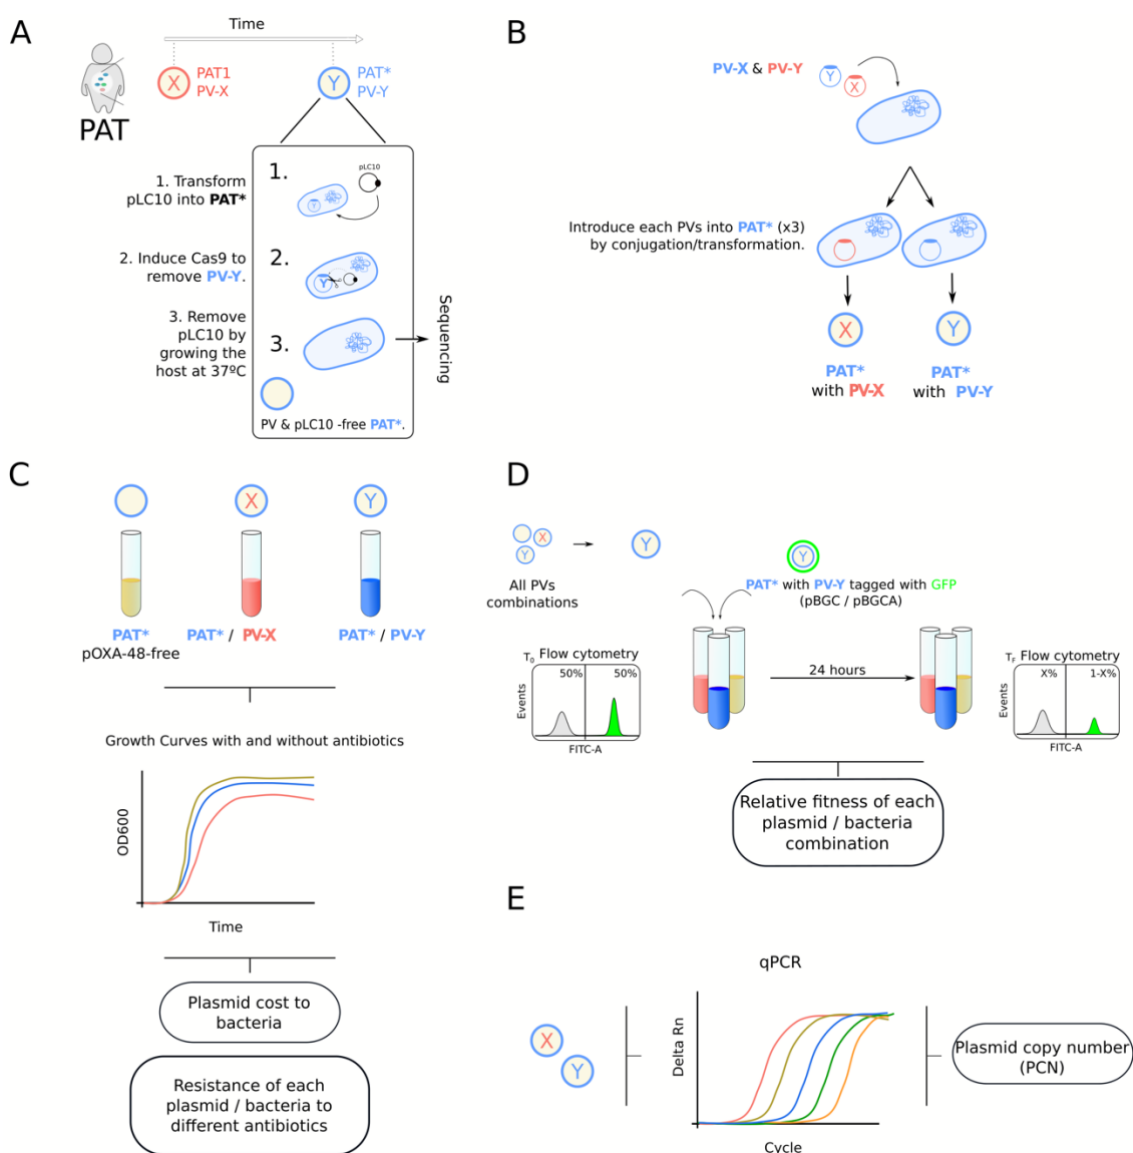 A
Time
X
PAT1
PV-X
Y
PAT*
PV-Y
PAT
1. Transform
pLC10 into PAT*
1.
pLC10
Y
2. Induce Cas9 to
remove PV-Y.
2.
Y
3. Remove
pLC10 by
growing the
host at 37ºC
3.
PV & pLC10 -free PAT*.
Sequencing
B
PV-X & PV-Y
Y
X
Introduce each PVs into PAT* (x3)
by conjugation/transformation.
X
Y
PAT*
with PV-X
PAT*
with PV-Y
C
X
Y
PAT*
pOXA-48-free
PAT* / PV-X
PAT* / PV-Y
Growth Curves with and without antibiotics
OD600
Time
Plasmid cost to
bacteria
Resistance of each
plasmid / bacteria to
different antibiotics
D
X
Y
Y
Y
All PVs
combinations
PAT* with PV-Y tagged with GFP
(pBGC / pBGCA)
T0 Flow cytometry
50%
50%
Events
FITC-A
24 hours
TF Flow cytometry
X%
1-X%
Events
FITC-A
Relative fitness of each
plasmid / bacteria
combination
E
qPCR
X
Y
Delta Rn
Cycle
Plasmid copy number
(PCN)